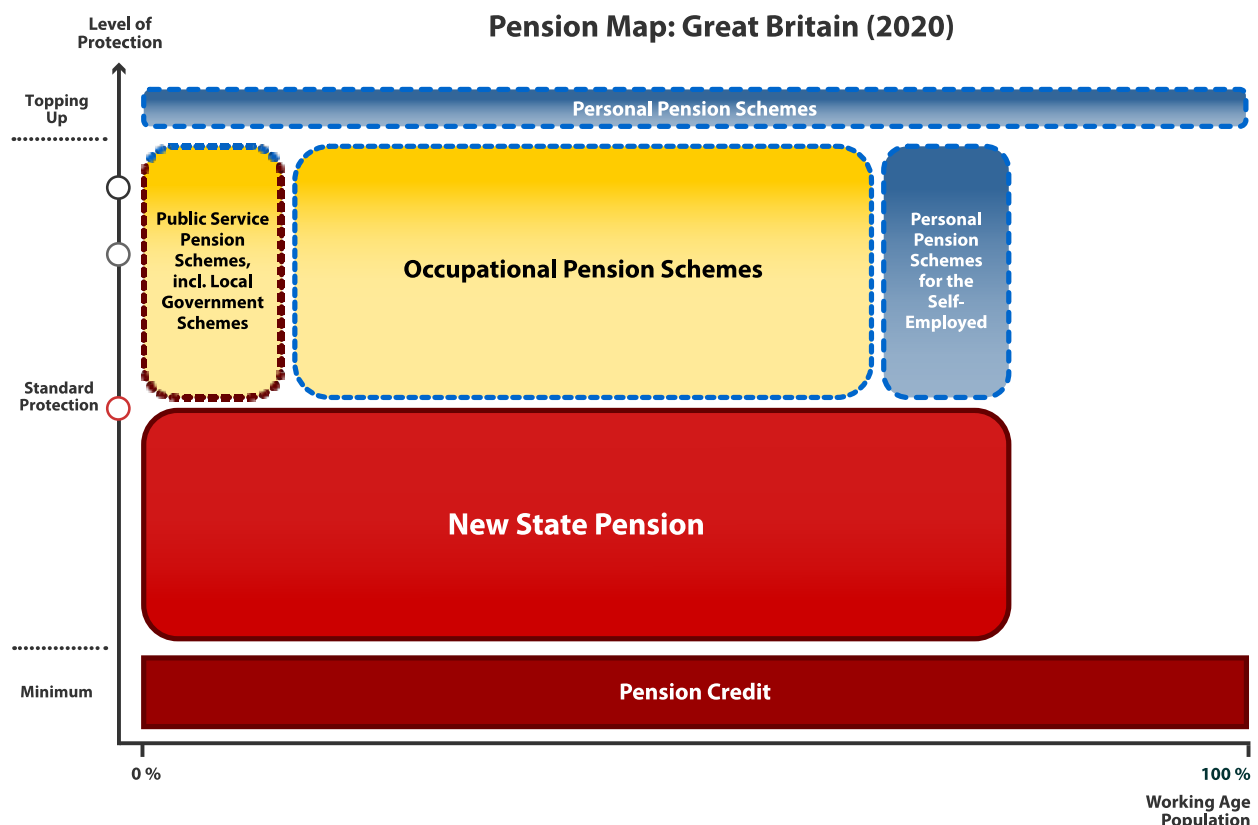 Pension Map: Great Britain (2020)
Level of
Protection
Topping
Up
Personal Pension Schemes
Public Service
Pension
Schemes,
incl. Local
Government
Schemes
Occupational Pension Schemes
Personal
Pension
Schemes
for the
Self-
Employed
Standard
Protection
New State Pension
Minimum
Pension Credit
0 %
100 %
Working Age
Population